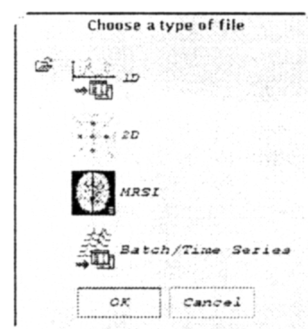 Choose a type of file
1D
2D
MRSI
Batch/Time Series
OK Cancel